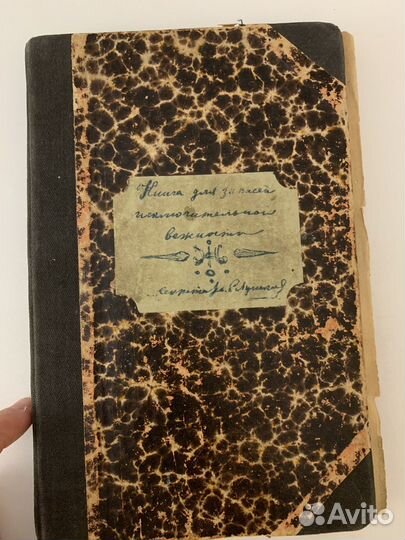 Книга для записей
исключительной
важности
Avito